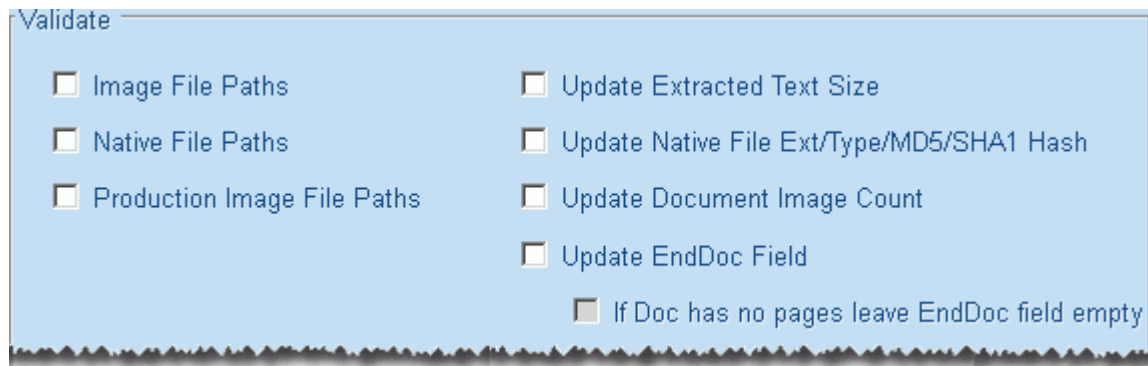 Validate
Image File Paths
Native File Paths
Production Image File Paths
Update Extracted Text Size
Update Native File Ext/Type/MD5/SHA1 Hash
Update Document Image Count
Update EndDoc Field
If Doc has no pages leave EndDoc field empty